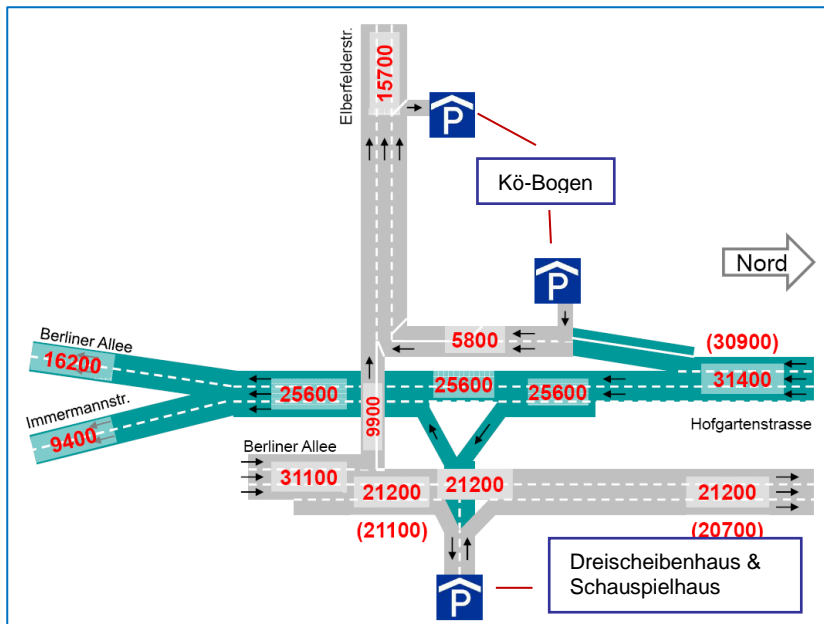 Elberfelderstr.
15700
P
Kö-Bogen
P
Nord
Berliner Allee
16200
5800
(30900)
31400
25600
25600
25600
Immermannstr.
9400
9900
Hofgartenstrasse
Berliner Allee
31100
21200
21200
21200
(21100)
(20700)
Dreischeibenhaus &
Schauspielhaus
P